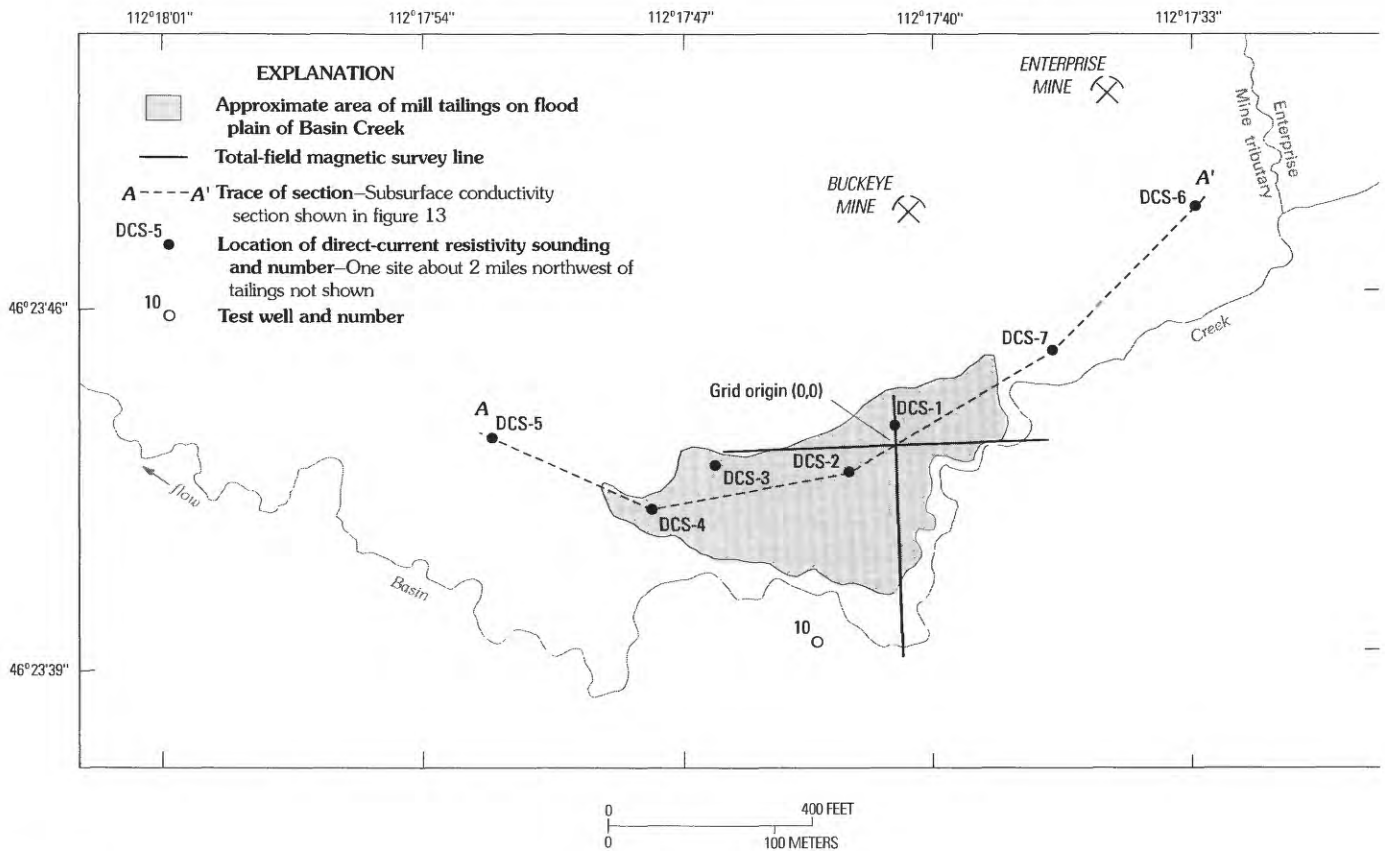 112°18'01" 112°17'54" 112°17'47" 112°17'40" 112°17'33"
EXPLANATION
Approximate area of mill tailings on flood
plain of Basin Creek
Total-field magnetic survey line
A A' Trace of section–Subsurface conductivity
section shown in figure 13
DCS-5
Location of direct-current resistivity sounding
and number–One site about 2 miles northwest of
tailings not shown
10
Test well and number
ENTERPRISE
MINE
Enterprise
Mine tributary
BUCKEYE
MINE
A'
DCS-6
46°23'46"
Creek
DCS-7
Grid origin (0,0)
DCS-1
A
DCS-5
DCS-2
DCS-3
flow
DCS-4
Basin
10
46°23'39"
0 400 FEET
0 100 METERS